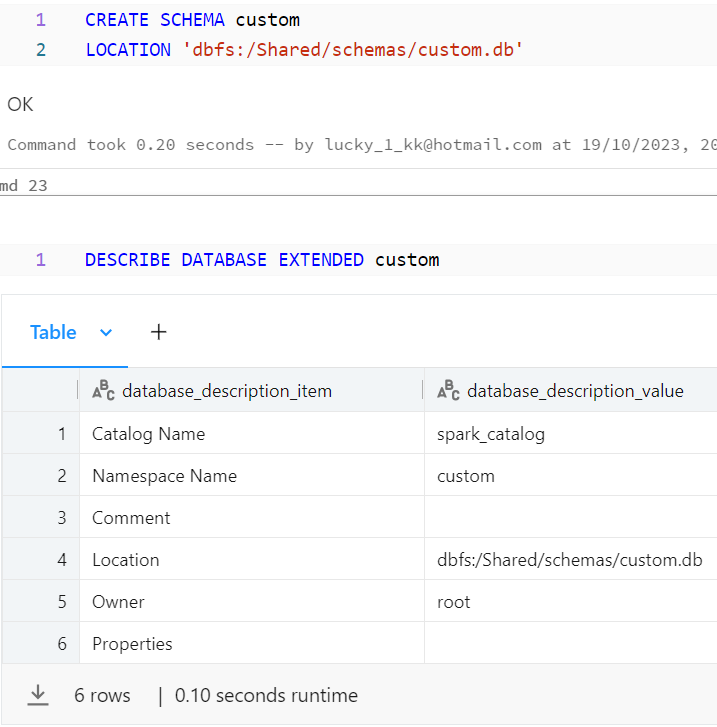 1 CREATE SCHEMA custom
2 LOCATION 'dbfs:/Shared/schemas/custom.db'
OK
Command took 0.20 seconds -- by lucky_1_kk@hotmail.com at 19/10/2023, 20
md 23
1 DESCRIBE DATABASE EXTENDED custom
Table +
ABC database_description_item ABC database_description_value
1 Catalog Name spark_catalog
2 Namespace Name custom
3 Comment
4 Location dbfs:/Shared/schemas/custom.db
5 Owner root
6 Properties
6 rows | 0.10 seconds runtime